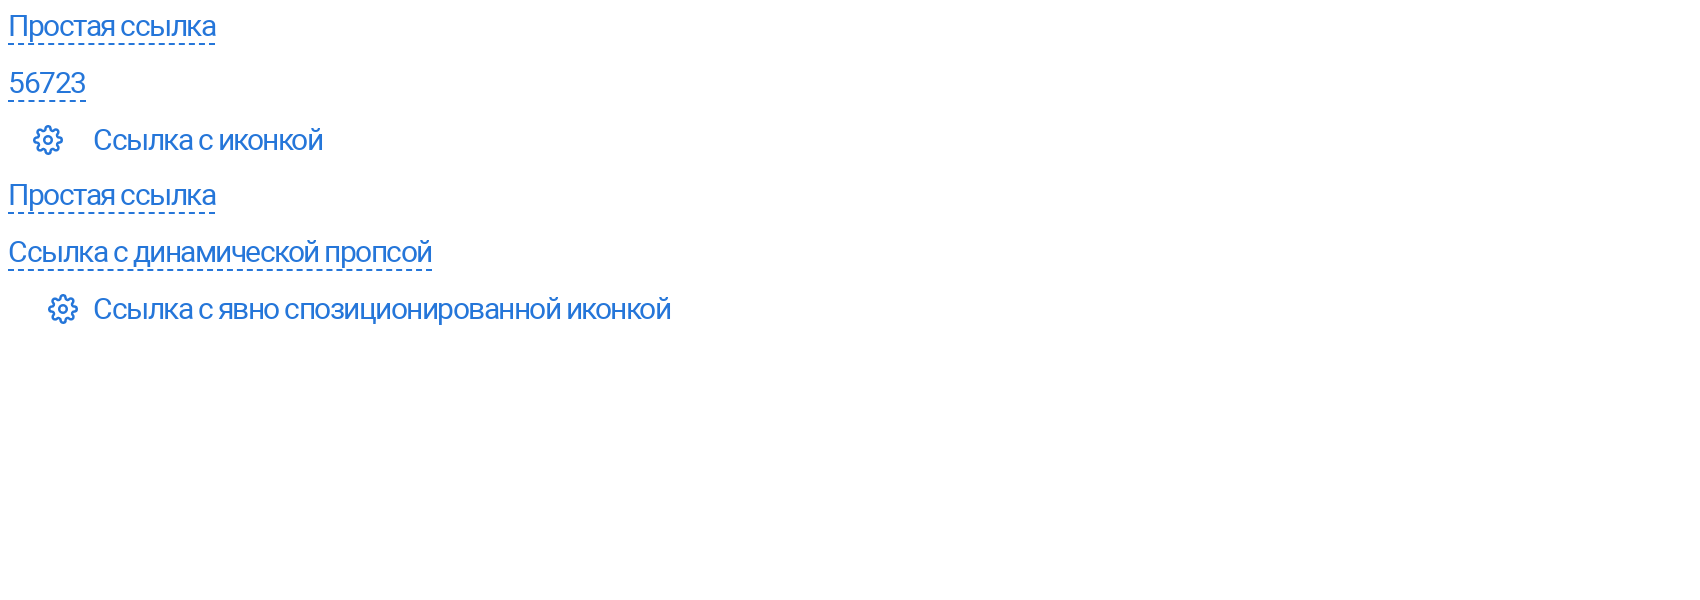 Простая ссылка
56723
Ссылка с иконкой
Простая ссылка
Ссылка с динамической пропсой
Ссылка с явно спозиционированной иконкой